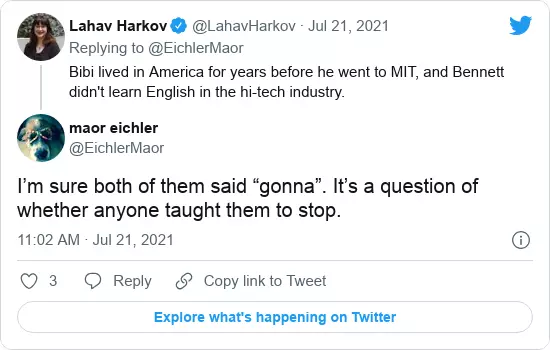 Lahav Harkov @LahavHarkov · Jul 21, 2021
Replying to @EichlerMaor
Bibi lived in America for years before he went to MIT, and Bennett
didn't learn English in the hi-tech industry.
maor eichler
@EichlerMaor
I’m sure both of them said “gonna”. It’s a question of
whether anyone taught them to stop.
11:02 AM · Jul 21, 2021
3 Reply Copy link to Tweet
Explore what's happening on Twitter